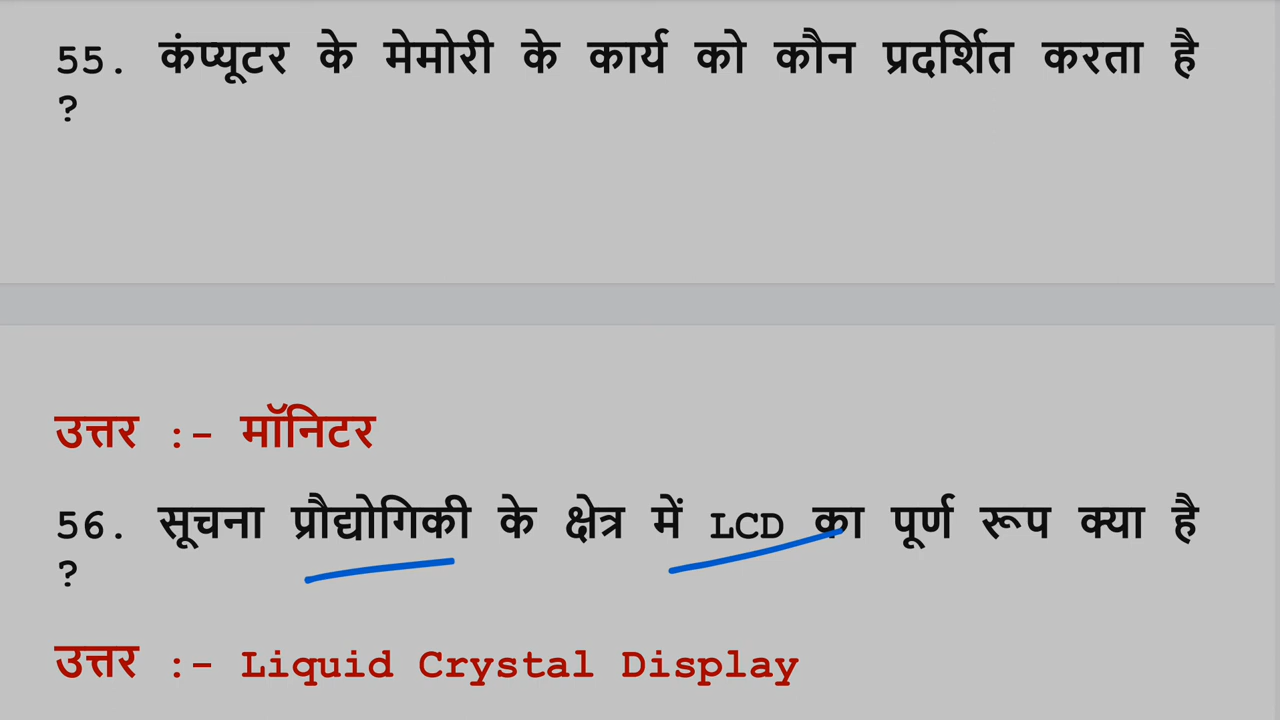 55. कंप्यूटर के मेमोरी के कार्य को कौन प्रदर्शित करता है
?
उत्तर :- मॉनिटर
56. सूचना प्रौद्योगिकी के क्षेत्र में LCD का पूर्ण रूप क्या है
?
उत्तर :- Liquid Crystal Display